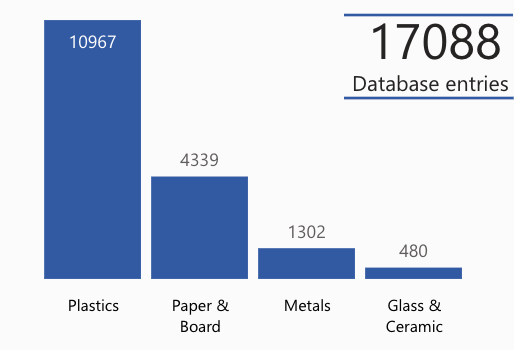 17088
Database entries
10967
4339
1302
480
Plastics
Paper &
Board
Metals
Glass &
Ceramic